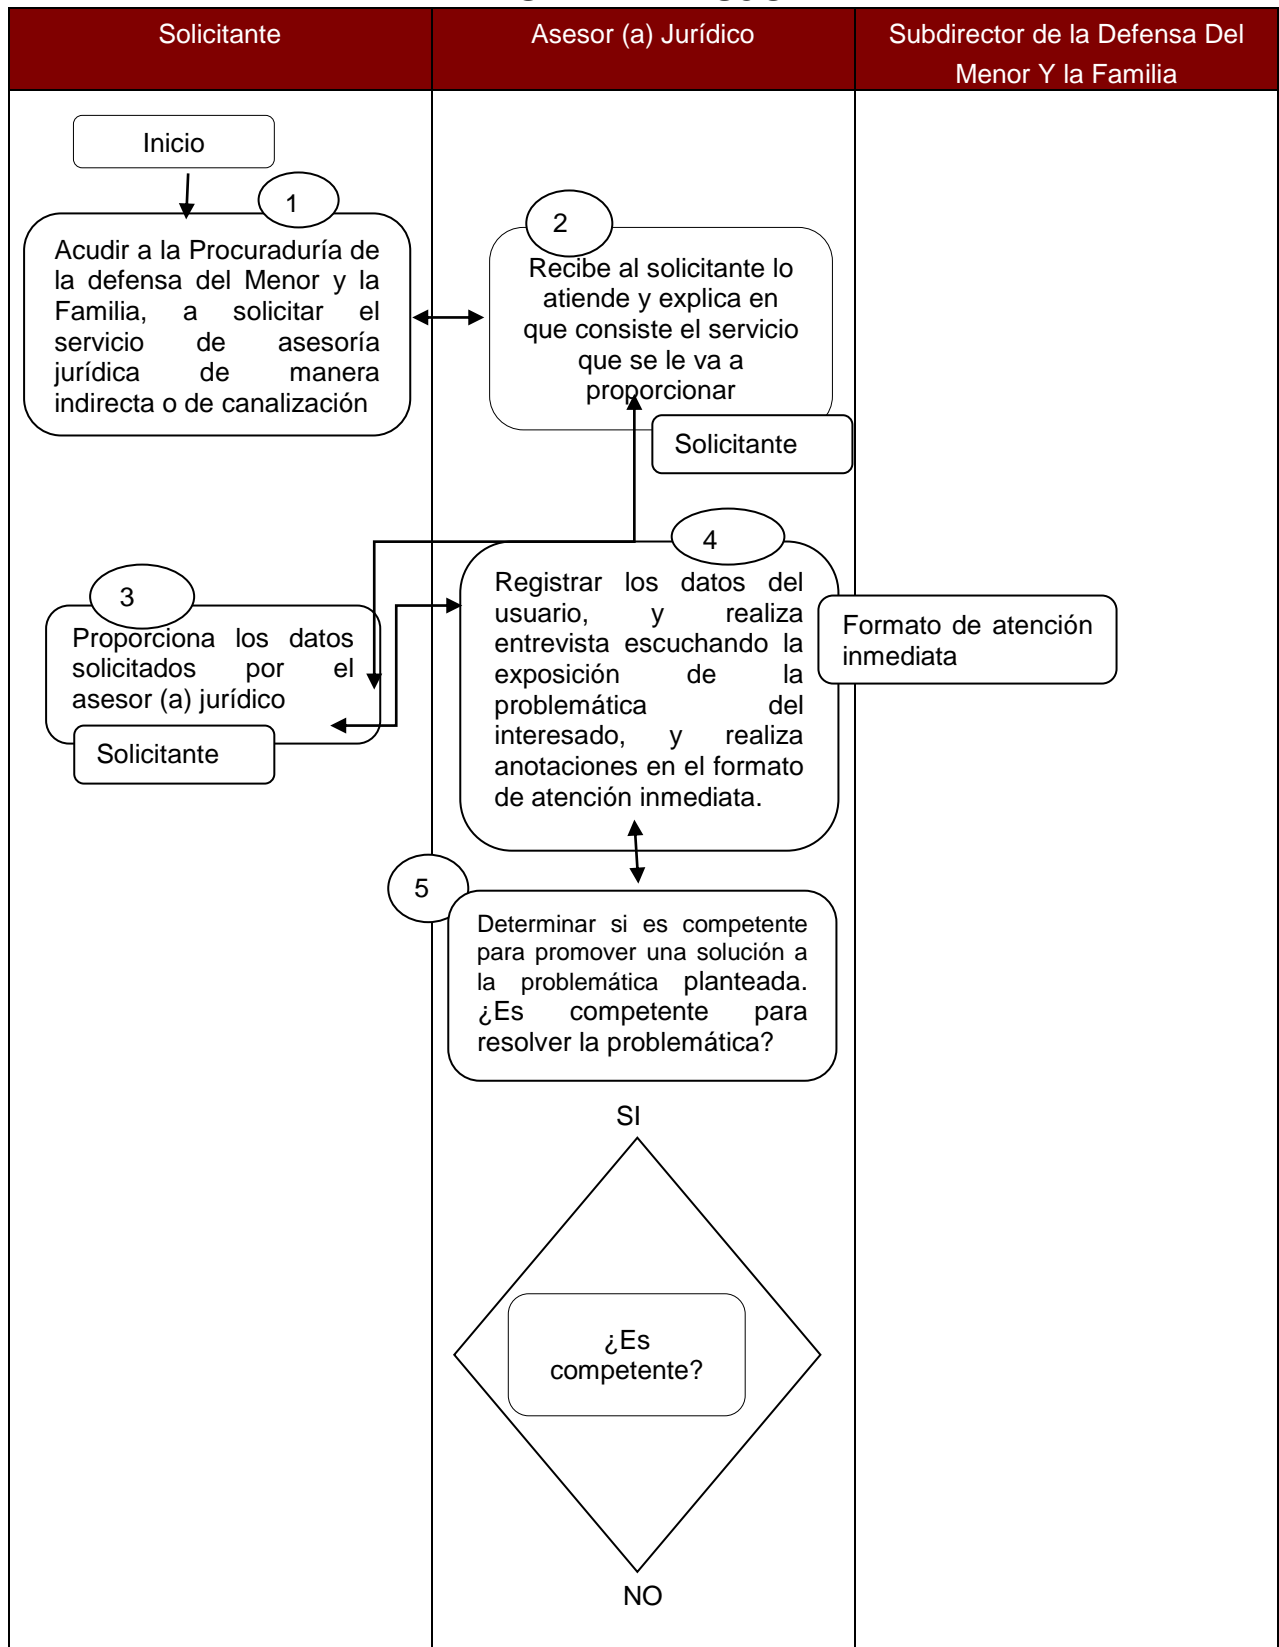 Solicitante
Asesor (a) Jurídico
Subdirector de la Defensa Del
Menor Y la Familia
Inicio
1
Acudir a la Procuraduría de
la defensa del Menor y la
Familia, a solicitar el
servicio de asesoría
jurídica de manera
indirecta o de canalización
2
Recibe al solicitante lo
atiende y explica en
que consiste el servicio
que se le va a
proporcionar
Solicitante
3
Proporciona los datos
solicitados por el
asesor (a) jurídico
Solicitante
4
Registrar los datos del
usuario, y realiza
entrevista escuchando la
exposición de la
problemática del
interesado, y realiza
anotaciones en el formato
de atención inmediata.
Formato de atención
inmediata
5
Determinar si es competente
para promover una solución a
la problemática planteada.
¿Es competente para
resolver la problemática?
SI
¿Es
competente?
NO